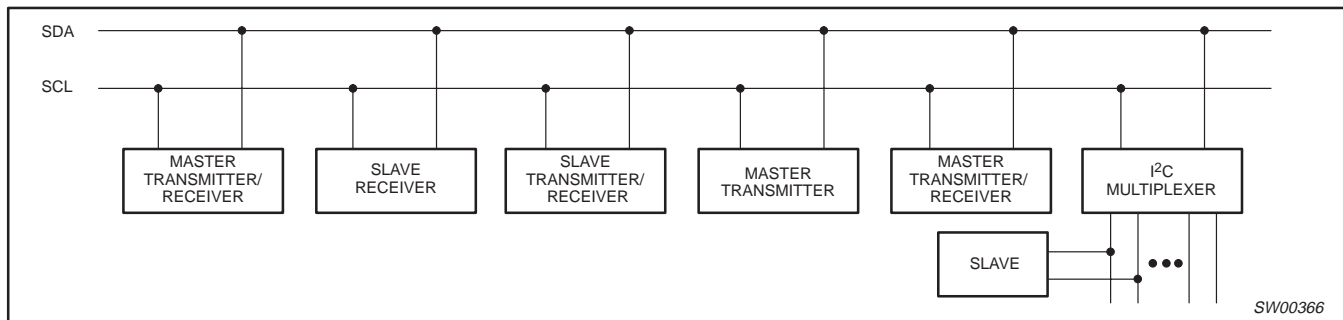 SDA
SCL
MASTER
TRANSMITTER/
RECEIVER
SLAVE
RECEIVER
SLAVE
TRANSMITTER/
RECEIVER
MASTER
TRANSMITTER
MASTER
TRANSMITTER/
RECEIVER
I²C
MULTIPLEXER
SLAVE
SW00366